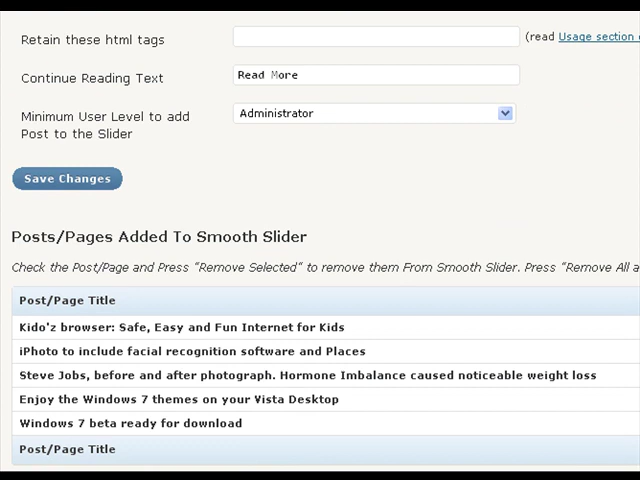 Retain these html tags
(read Usage section
Continue Reading Text
Read More
Minimum User Level to add
Post to the Slider
Administrator
Save Changes
Posts/Pages Added To Smooth Slider
Check the Post/Page and Press "Remove Selected" to remove them From Smooth Slider. Press "Remove All a
Post/Page Title
Kido'z browser: Safe, Easy and Fun Internet for Kids
iPhoto to include facial recognition software and Places
Steve Jobs, before and after photograph. Hormone Imbalance caused noticeable weight loss
Enjoy the Windows 7 themes on your Vista Desktop
Windows 7 beta ready for download
Post/Page Title